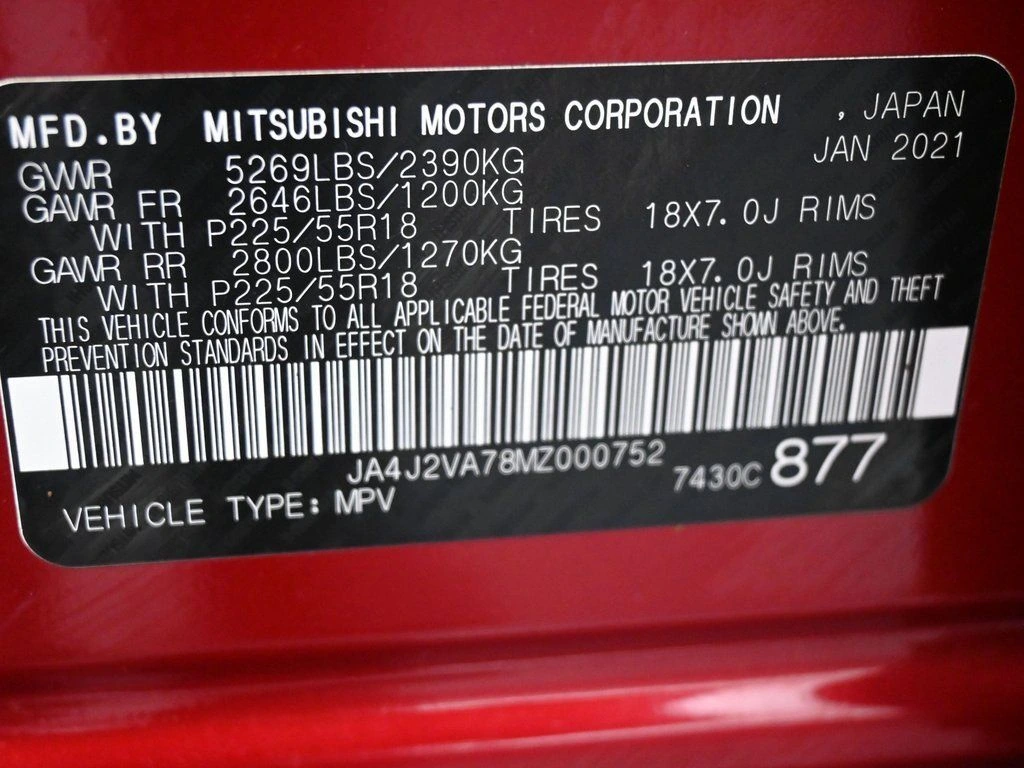 MFD.BY MITSUBISHI MOTORS CORPORATION , JAPAN
GVWR 5269LBS/2390KG JAN 2021
GAWR FR 2646LBS/1200KG
WITH P225/55R18 TIRES 18X7.0J RIMS
GAWR RR 2800LBS/1270KG
WITH P225/55R18 TIRES 18X7.0J RIMS
THIS VEHICLE CONFORMS TO ALL APPLICABLE FEDERAL MOTOR VEHICLE SAFETY AND THEFT
PREVENTION STANDARDS IN EFFECT ON THE DATE OF MANUFACTURE SHOWN ABOVE.
JA4J2VA78MZ000752
VEHICLE TYPE: MPV 7430C 877